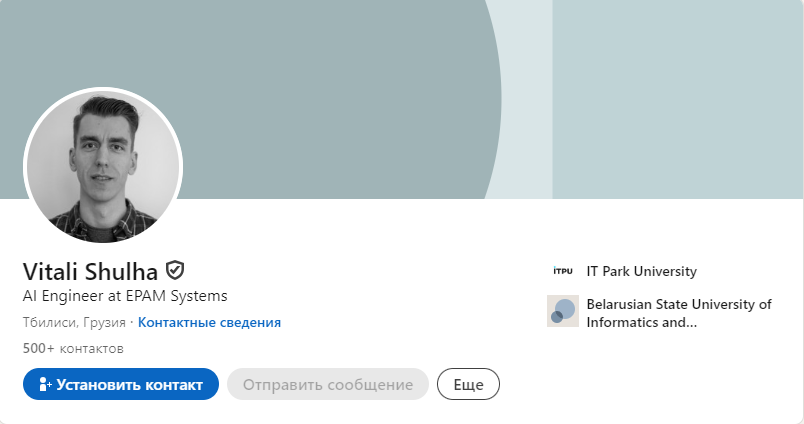 Vitali Shulha
AI Engineer at EPAM Systems
Тбилиси, Грузия · Контактные сведения
500+ контактов
Установить контакт
Отправить сообщение
Еще
iTPU
IT Park University
Belarusian State University of
Informatics and...